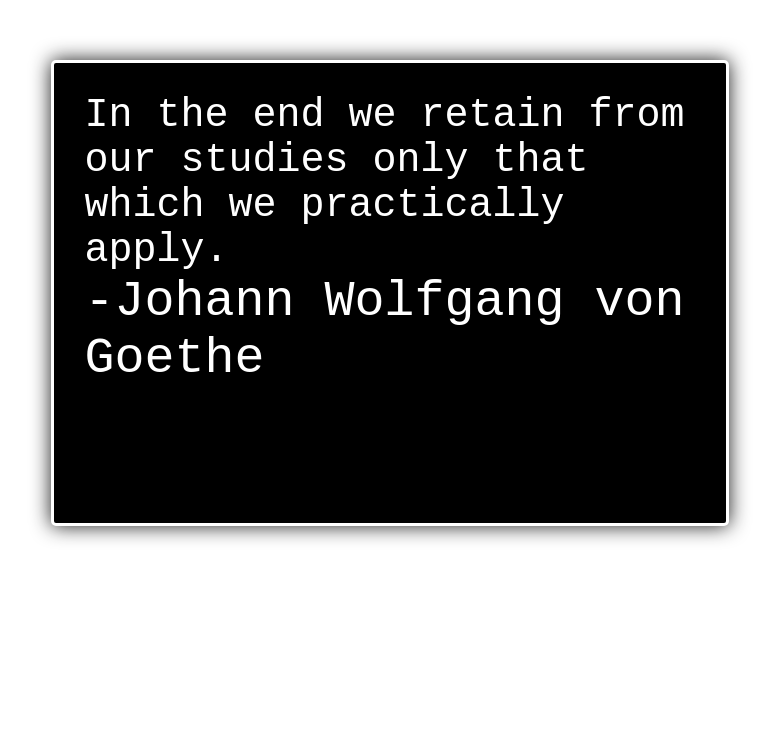 In the end we retain from
our studies only that
which we practically
apply.
-Johann Wolfgang von
Goethe